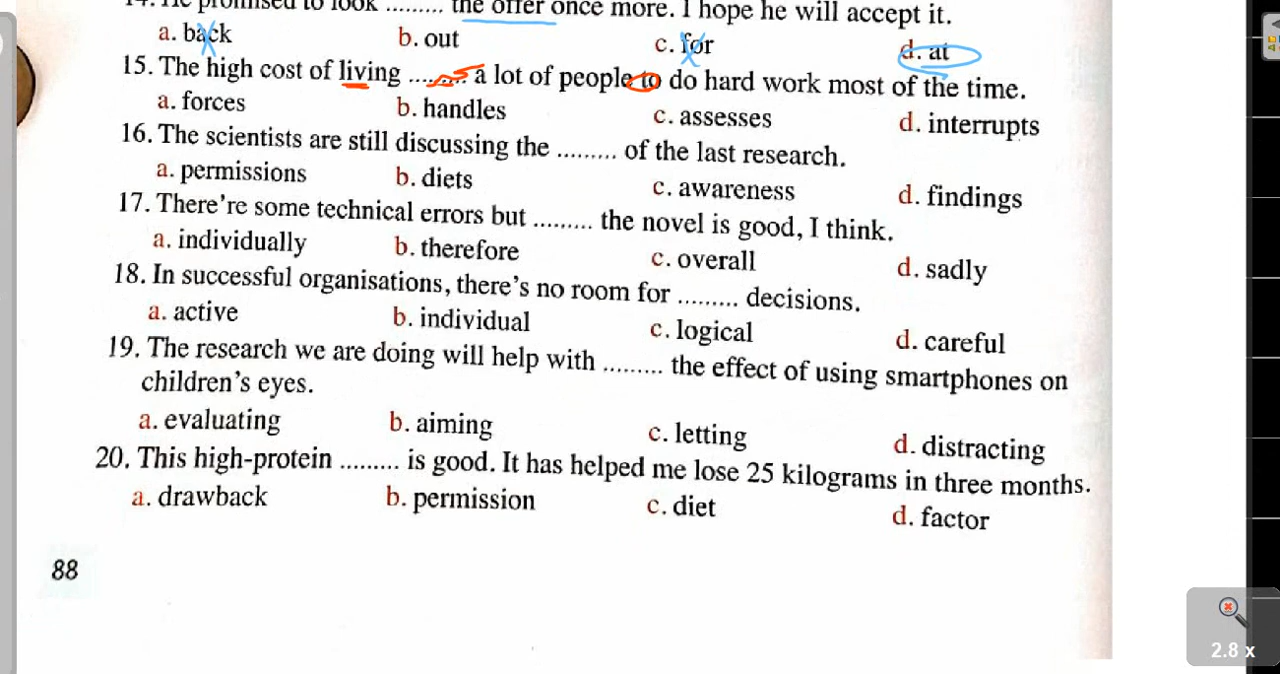 14. He promised to look ......... the offer once more. I hope he will accept it.
a. back b. out c. for d. at
15. The high cost of living ......... a lot of people to do hard work most of the time.
a. forces b. handles c. assesses d. interrupts
16. The scientists are still discussing the ......... of the last research.
a. permissions b. diets c. awareness d. findings
17. There're some technical errors but ......... the novel is good, I think.
a. individually b. therefore c. overall d. sadly
18. In successful organisations, there's no room for ......... decisions.
a. active b. individual c. logical d. careful
19. The research we are doing will help with ......... the effect of using smartphones on
children's eyes.
a. evaluating b. aiming c. letting d. distracting
20. This high-protein ......... is good. It has helped me lose 25 kilograms in three months.
a. drawback b. permission c. diet d. factor
88
2.8 x